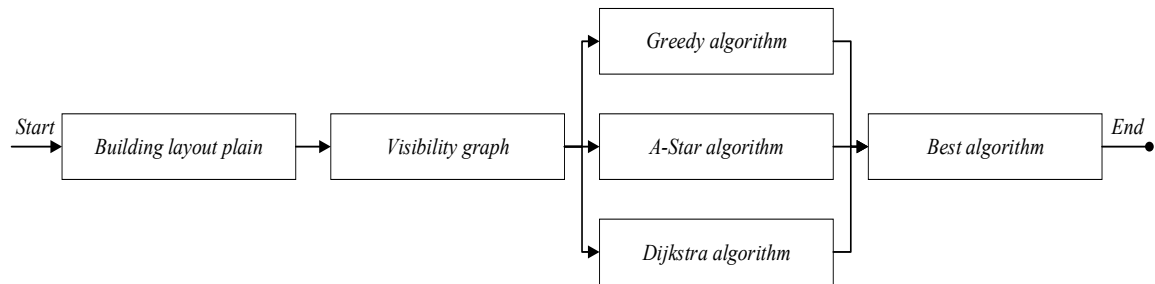 Start
Building layout plain
Visibility graph
Greedy algorithm
A-Star algorithm
Dijkstra algorithm
Best algorithm
End